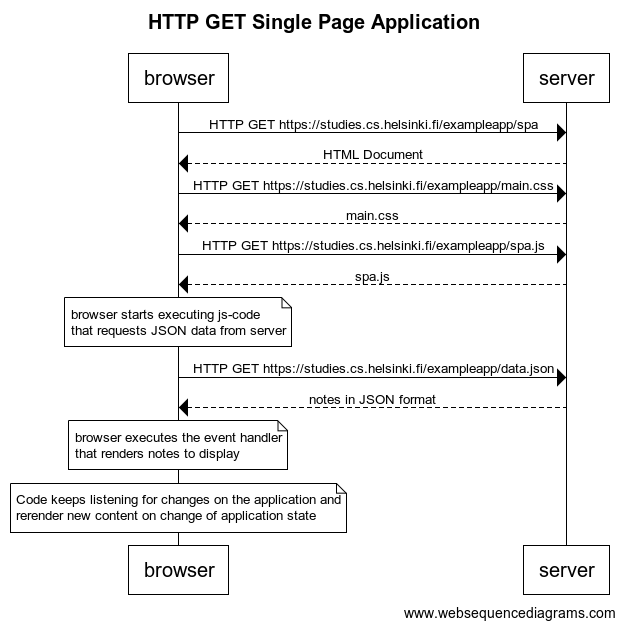 HTTP GET Single Page Application
browser
server
HTTP GET https://studies.cs.helsinki.fi/exampleapp/spa
HTML Document
HTTP GET https://studies.cs.helsinki.fi/exampleapp/main.css
main.css
HTTP GET https://studies.cs.helsinki.fi/exampleapp/spa.js
spa.js
browser starts executing js-code
that requests JSON data from server
HTTP GET https://studies.cs.helsinki.fi/exampleapp/data.json
notes in JSON format
browser executes the event handler
that renders notes to display
Code keeps listening for changes on the application and
rerender new content on change of application state
browser
server
www.websequencediagrams.com